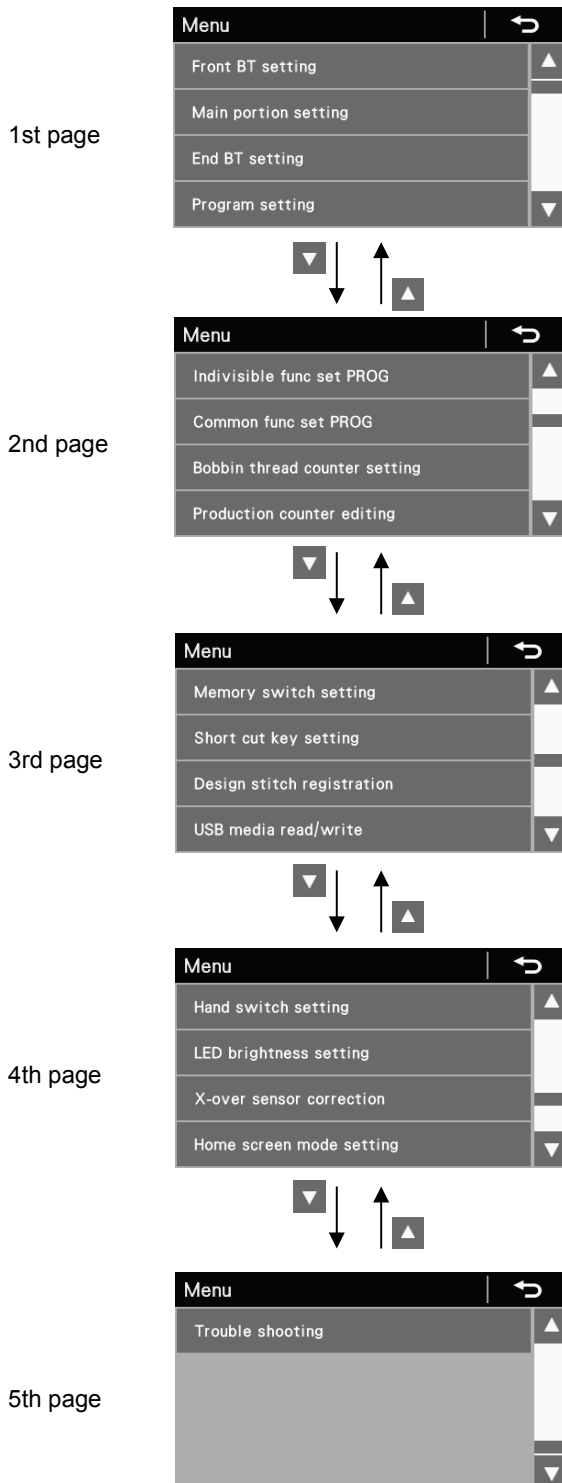 Menu
Front BT setting
Main portion setting
1st page
End BT setting
Program setting
Menu
Indivisible func set PROG
Common func set PROG
2nd page
Bobbin thread counter setting
Production counter editing
Menu
Memory switch setting
Short cut key setting
3rd page
Design stitch registration
USB media read/write
Menu
Hand switch setting
LED brightness setting
4th page
X-over sensor correction
Home screen mode setting
Menu
Trouble shooting
5th page